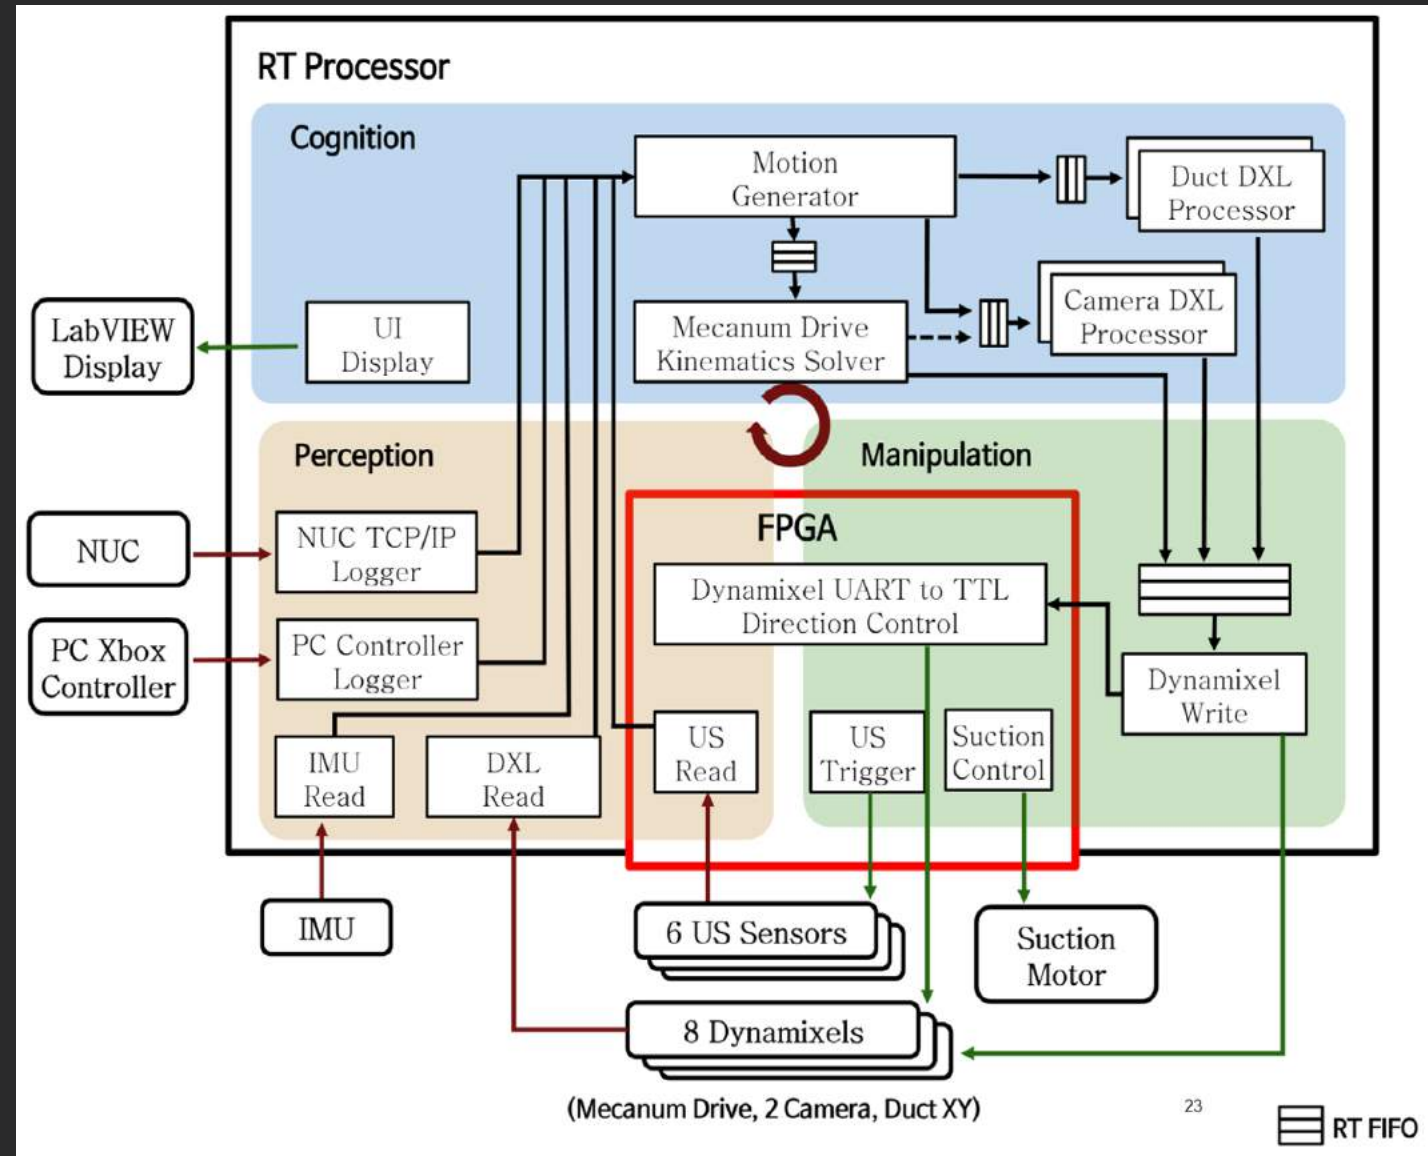 RT Processor
Cognition
Motion
Generator
Duct DXL
Processor
Camera DXL
Processor
Mecanum Drive
Kinematics Solver
UI
Display
LabVIEW
Display
Perception
Manipulation
FPGA
NUC
NUC TCP/IP
Logger
Dynamixel UART to TTL
Direction Control
PC Xbox
Controller
PC Controller
Logger
Dynamixel
Write
IMU
Read
DXL
Read
US
Read
US
Trigger
Suction
Control
IMU
6 US Sensors
Suction
Motor
8 Dynamixels
(Mecanum Drive, 2 Camera, Duct XY)
23
RT FIFO